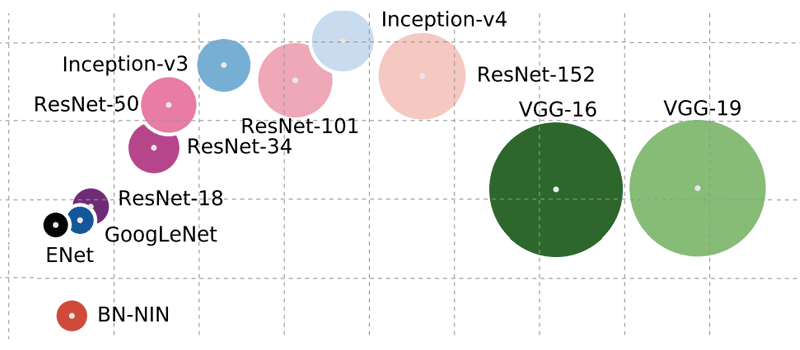 Inception-v4
Inception-v3
ResNet-152
ResNet-50
VGG-16
VGG-19
ResNet-101
ResNet-34
ResNet-18
GoogLeNet
ENet
BN-NIN